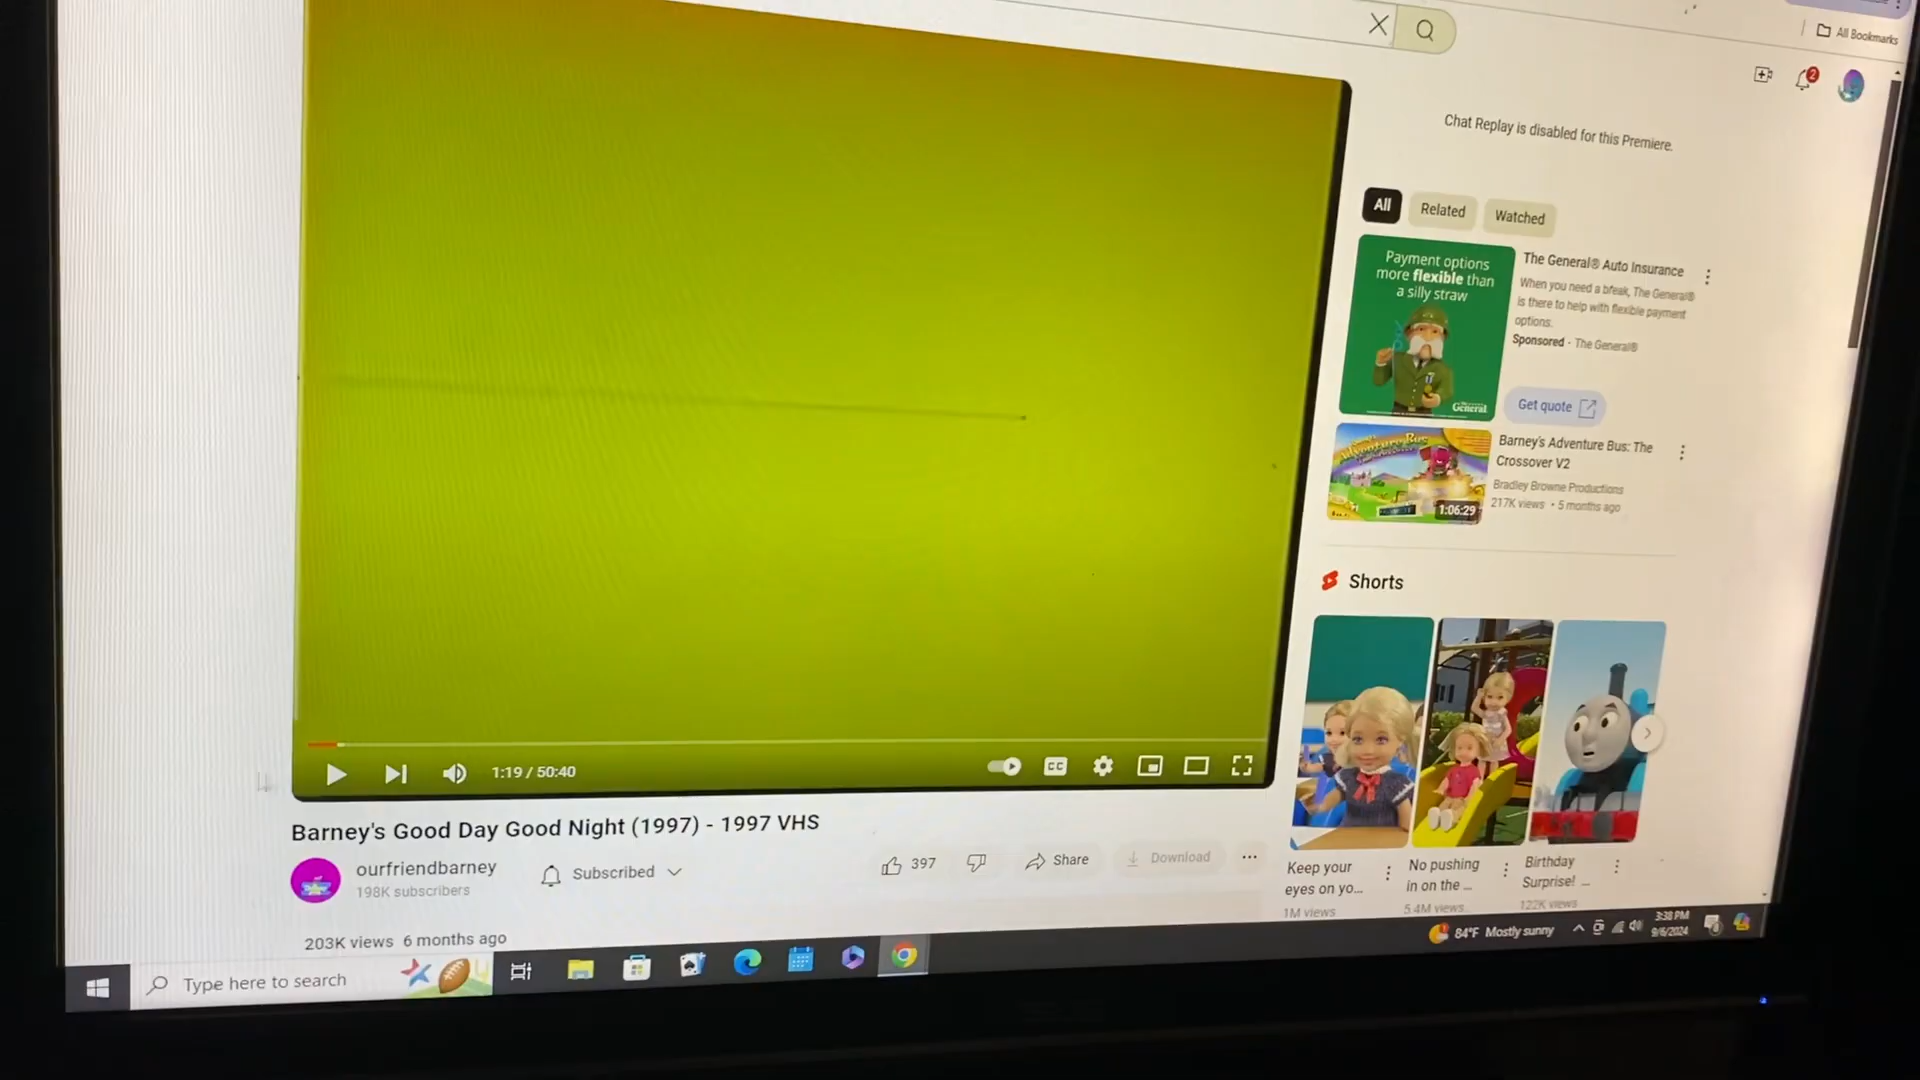 All Bookmarks
2
Chat Replay is disabled for this Premiere.
All
Related
Watched
Payment options
more flexible than
a silly straw
General
The General® Auto Insurance
When you need a break, The General®
is there to help with flexible payment
options.
Sponsored · The General®
Get quote
Adventure Bus
1:06:29
Barney's Adventure Bus: The
Crossover V2
Bradley Browne Productions
217K views • 5 months ago
Shorts
Keep your
eyes on yo...
1M views
No pushing
in on the ...
5.4M views
Birthday
Surprise! ...
122K views
1:19 / 50:40
CC
Barney's Good Day Good Night (1997) - 1997 VHS
ourfriendbarney
198K subscribers
Subscribed
397
Share
Download
203K views 6 months ago
Type here to search
84°F Mostly sunny
3:38 PM
9/6/2024